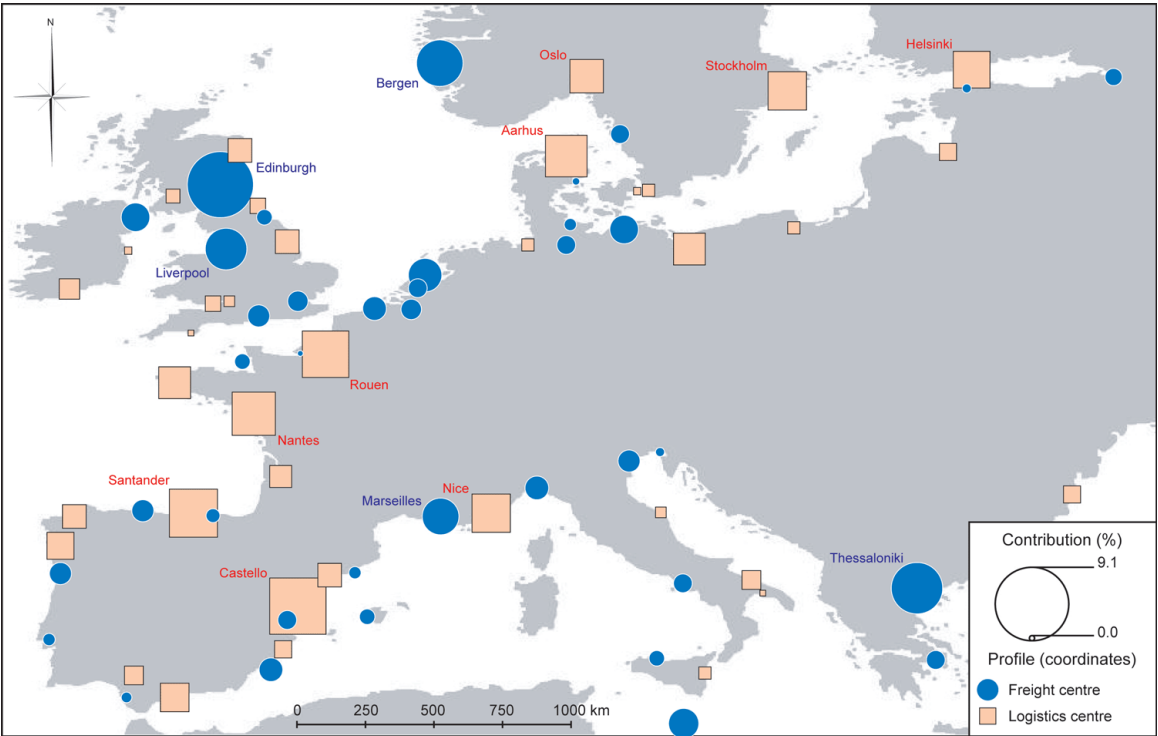 N
Bergen
Oslo
Stockholm
Helsinki
Aarhus
Edinburgh
Liverpool
Rouen
Nantes
Santander
Marseilles
Nice
Castello
Thessaloniki
0 250 500 750 1000 km
Contribution (%)
9.1
0.0
Profile (coordinates)
Freight centre
Logistics centre